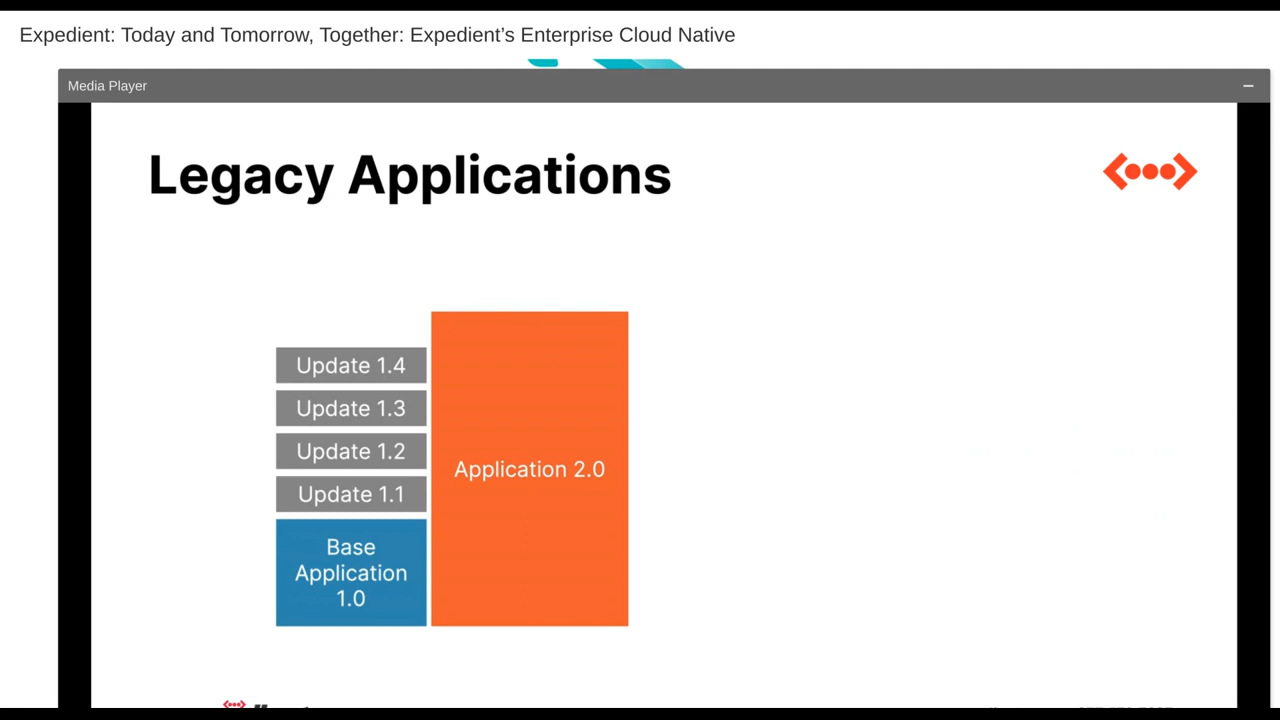 Expedient: Today and Tomorrow, Together: Expedient’s Enterprise Cloud Native
Media Player
Legacy Applications
Update 1.4
Update 1.3
Update 1.2
Update 1.1
Base
Application
1.0
Application 2.0